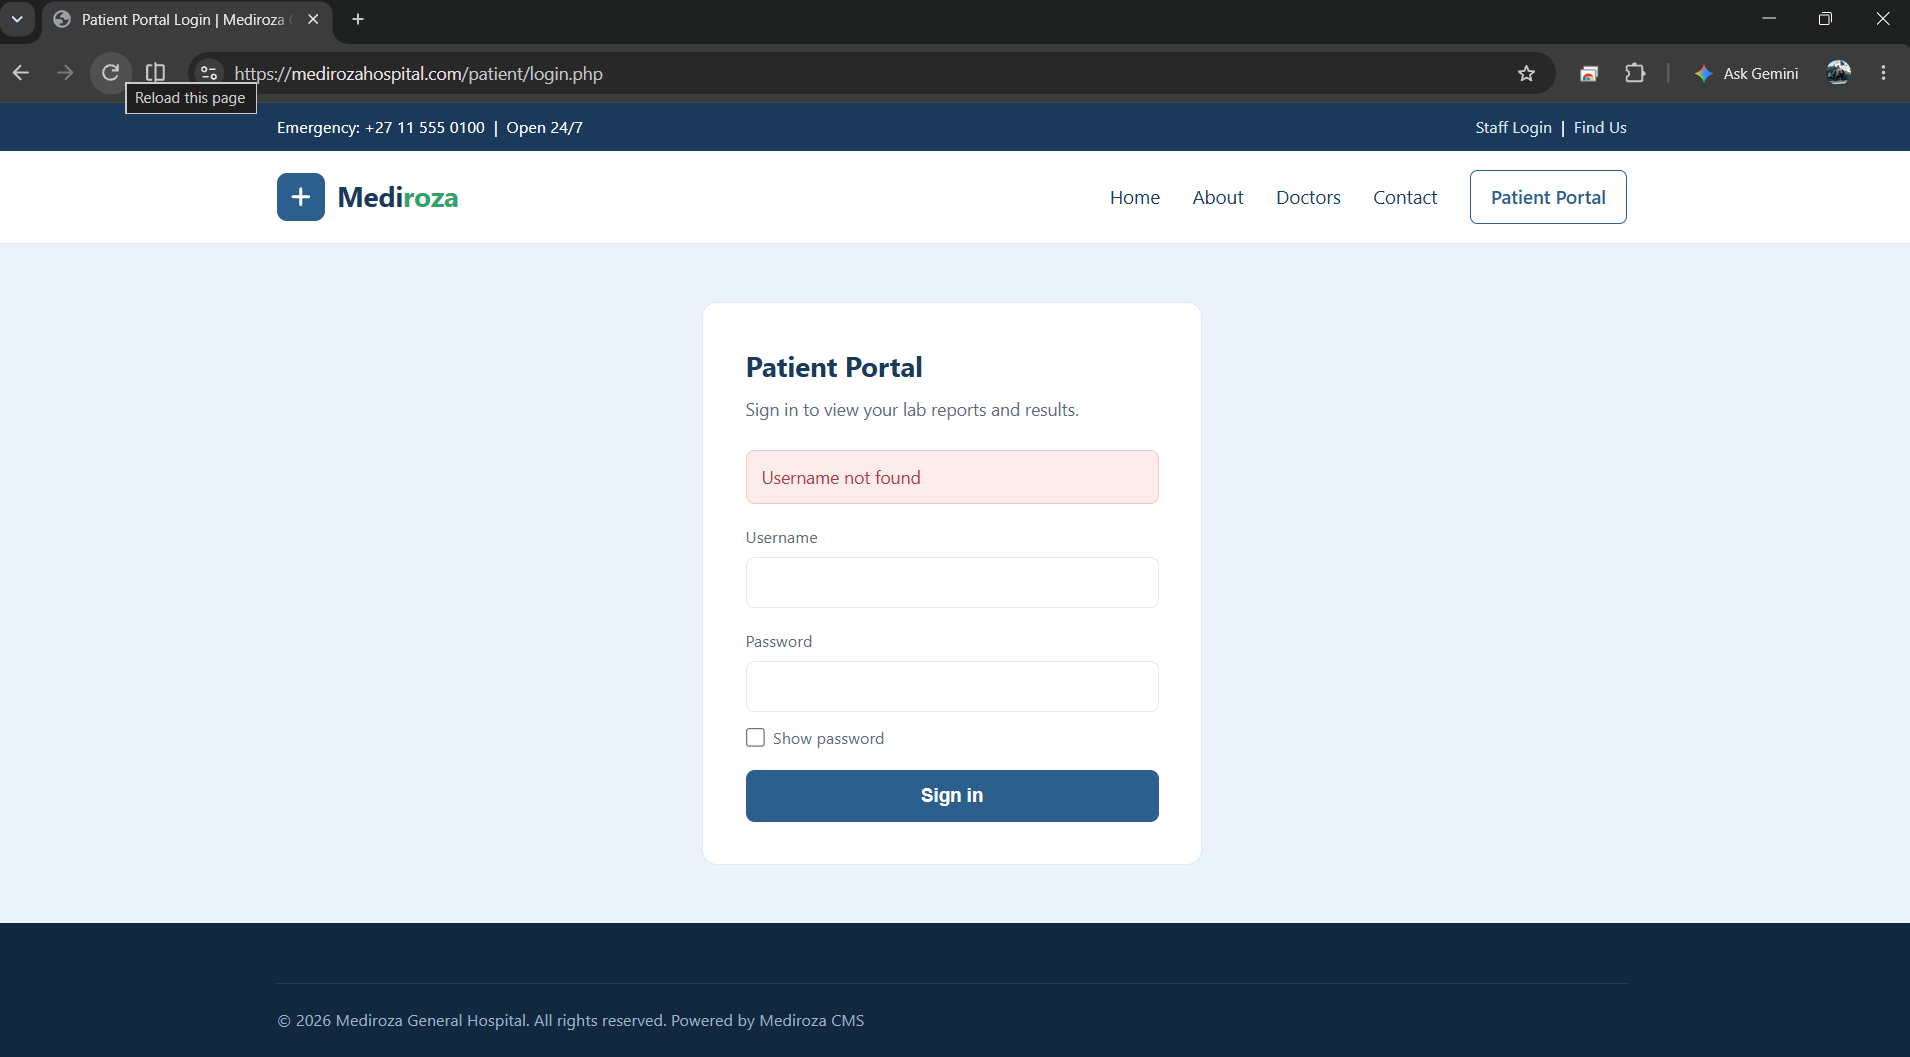 Patient Portal Login | Mediroza
https://medirozahospital.com/patient/login.php
Ask Gemini
Reload this page
Emergency: +27 11 555 0100 | Open 24/7
Staff Login | Find Us
Mediroza
Home
About
Doctors
Contact
Patient Portal
Patient Portal
Sign in to view your lab reports and results.
Username not found
Username
Password
Show password
Sign in
© 2026 Mediroza General Hospital. All rights reserved. Powered by Mediroza CMS